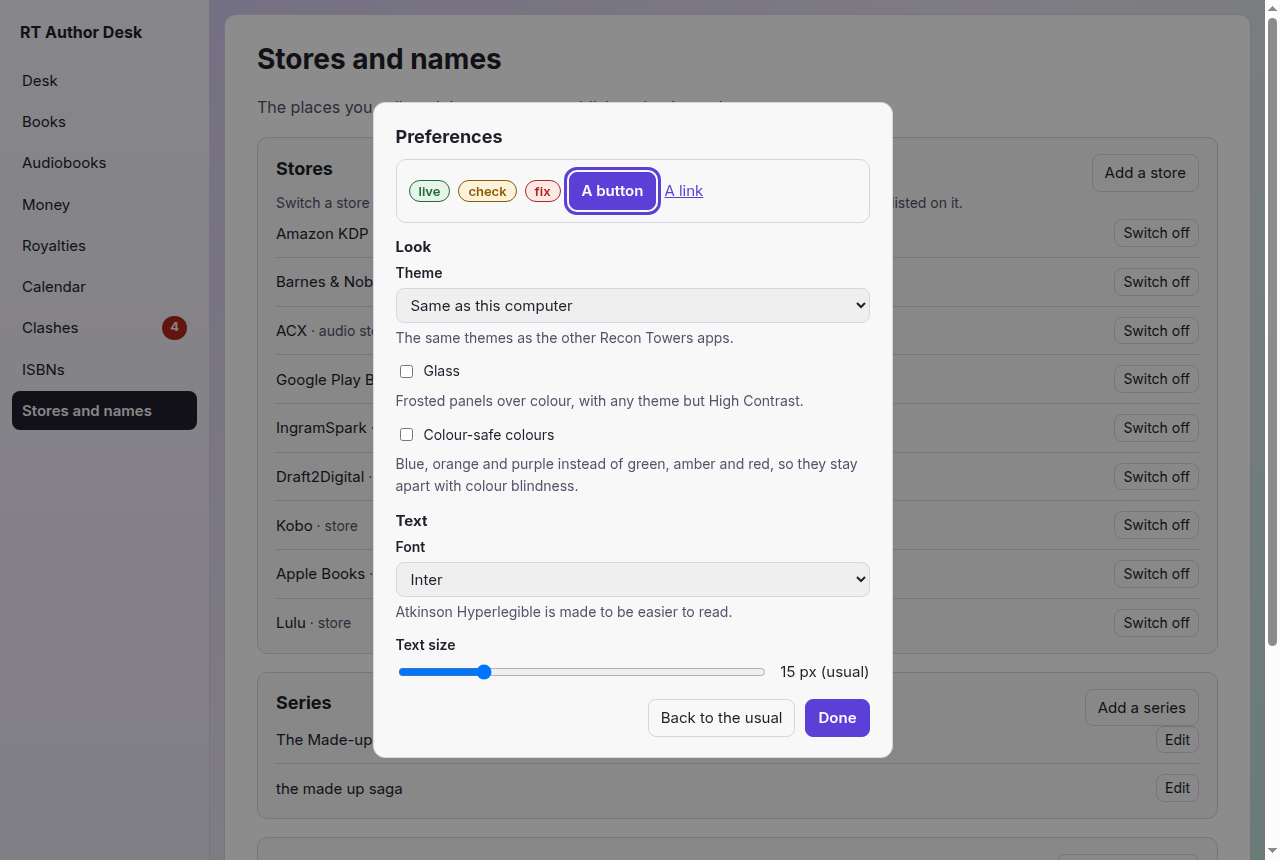 RT Author Desk
Desk
Books
Audiobooks
Money
Royalties
Calendar
Clashes 4
ISBNs
Stores and names
Stores and names
The places you
Stores
Add a store
Switch a store
listed on it.
Amazon KDP
Switch off
Barnes & Nob
Switch off
ACX · audio sto
Switch off
Google Play B
Switch off
IngramSpark
Switch off
Draft2Digital ·
Switch off
Kobo · store
Switch off
Apple Books ·
Switch off
Lulu · store
Switch off
Series
Add a series
The Made-up
Edit
the made up saga
Edit
Preferences
live check fix A button A link
Look
Theme
Same as this computer
The same themes as the other Recon Towers apps.
Glass
Frosted panels over colour, with any theme but High Contrast.
Colour-safe colours
Blue, orange and purple instead of green, amber and red, so they stay
apart with colour blindness.
Text
Font
Inter
Atkinson Hyperlegible is made to be easier to read.
Text size
15 px (usual)
Back to the usual
Done